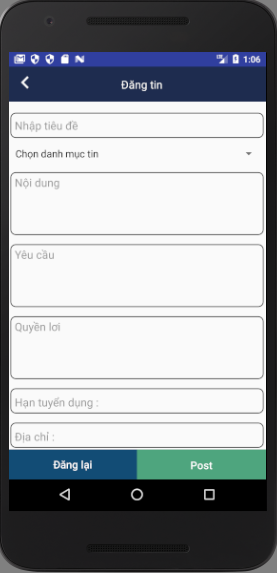 1:06
Đăng tin
Nhập tiêu đề
Chọn danh mục tin
Nội dung
Yêu cầu
Quyền lơi
Hạn tuyển dụng :
Địa chỉ :
Đăng lại
Post